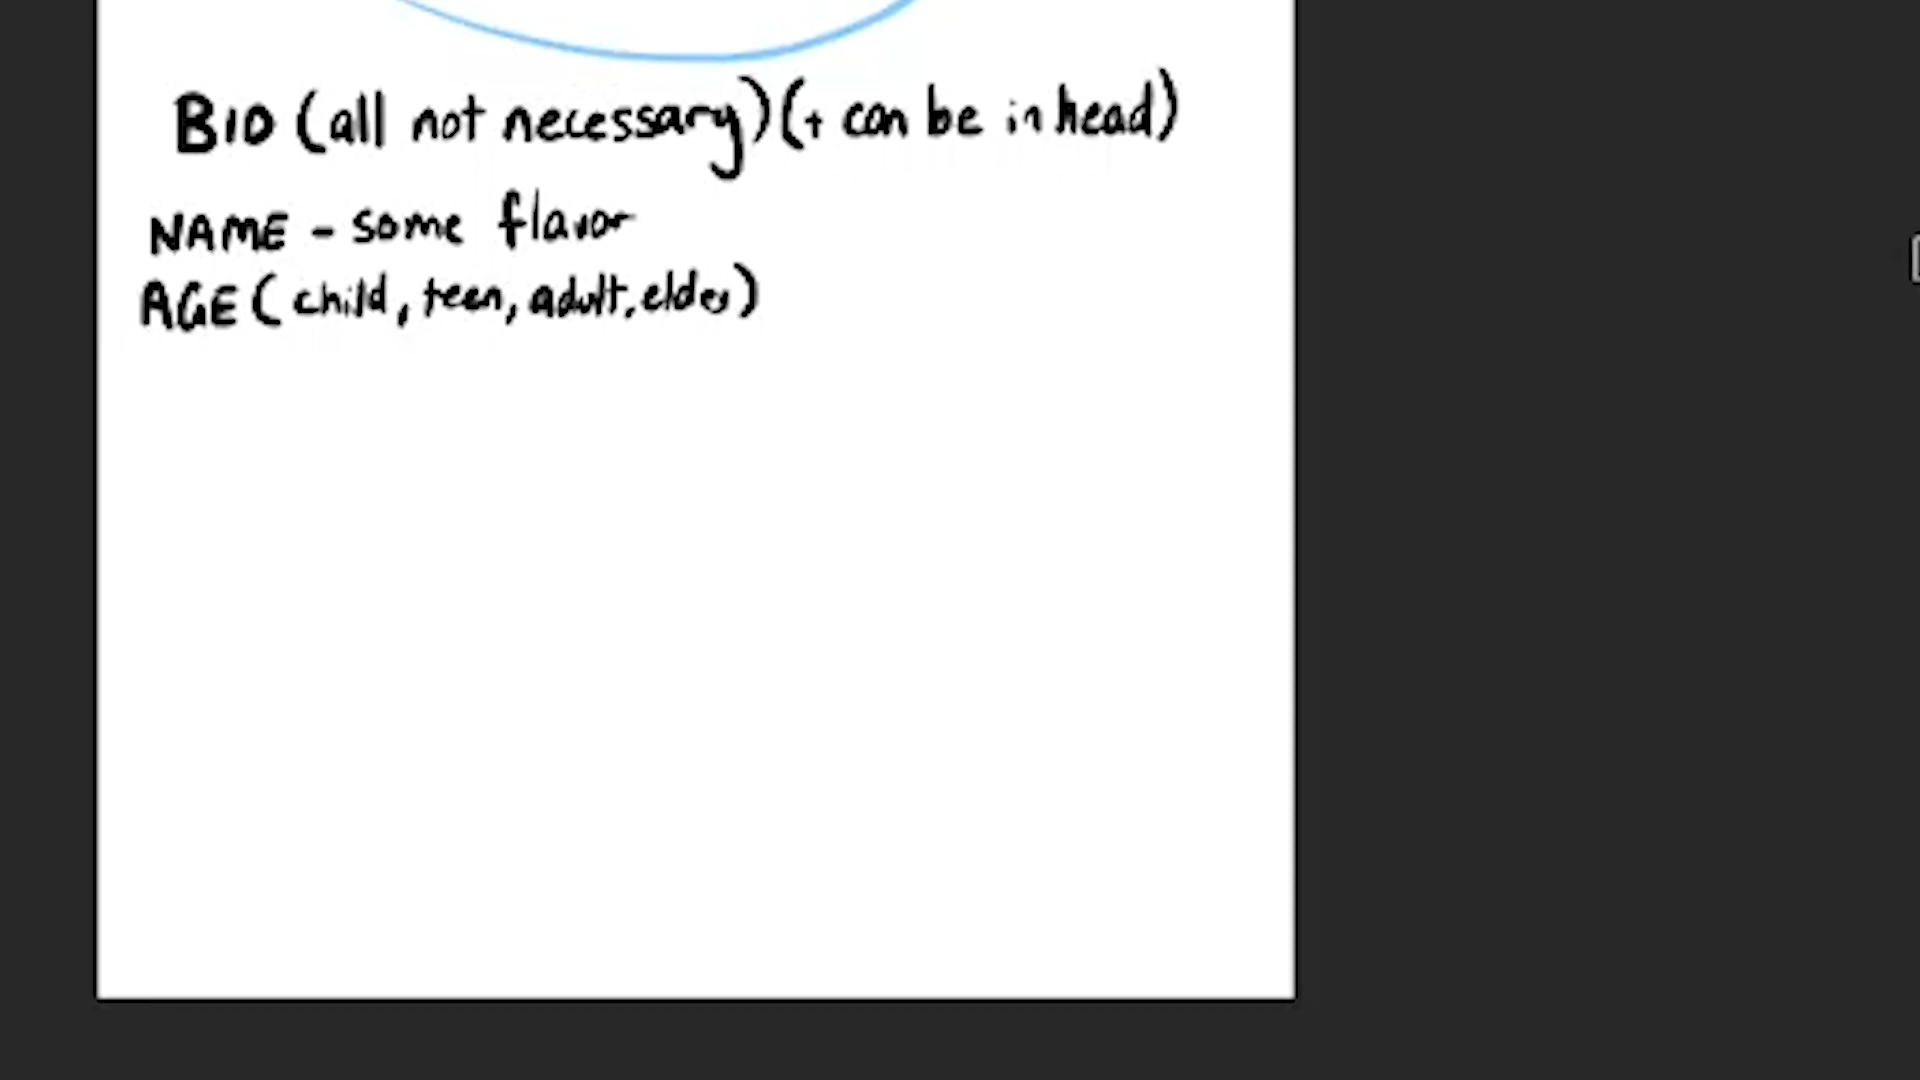 BIO (all not necessary) (+ can be in head)
NAME - some flavor
AGE (child, teen, adult, elder)